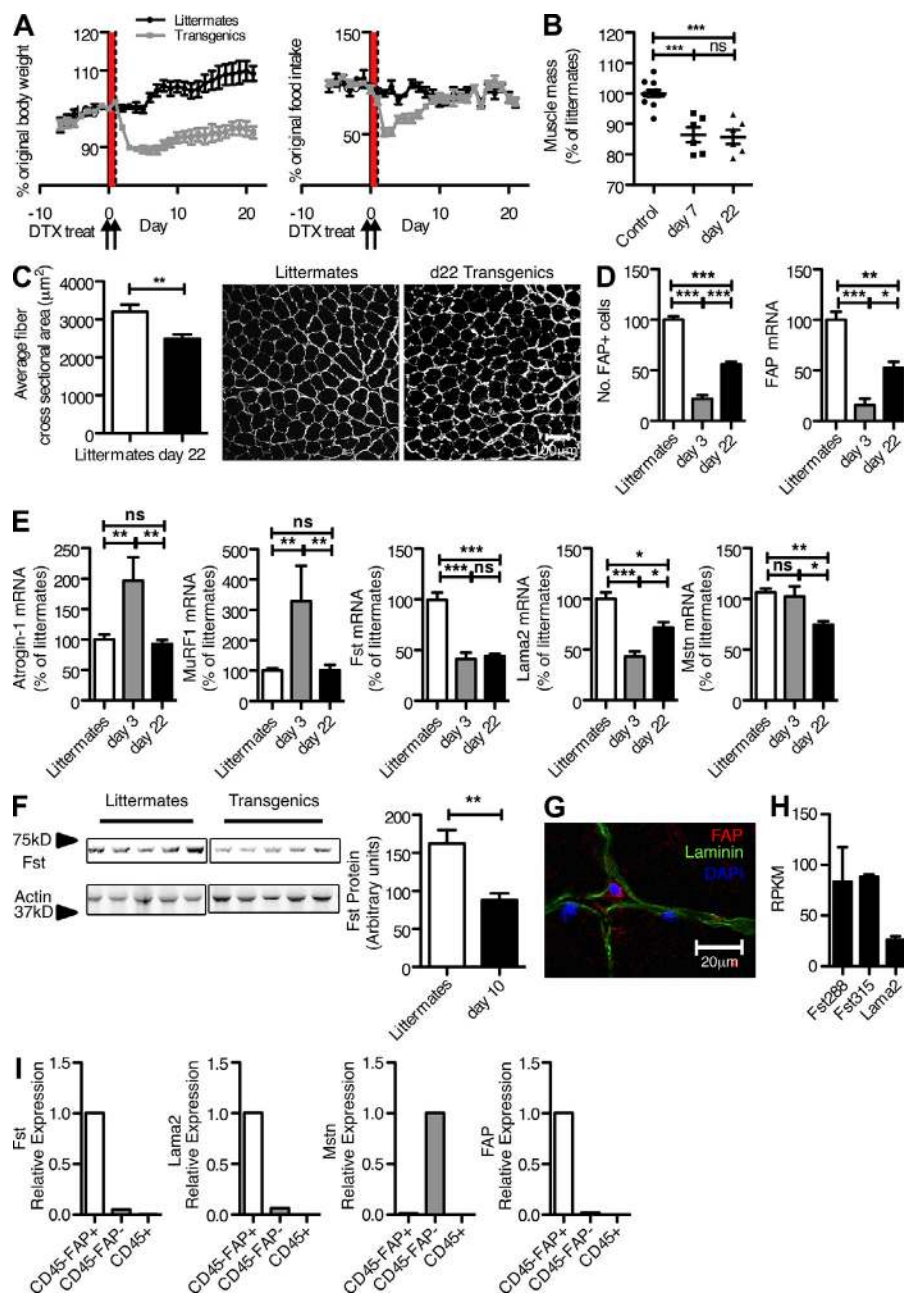 A
Littermates
Transgenics
% original body weight
110
100
90
-10
0
10
20
DTX treat
Day
% original food intake
150
100
50
-10
0
10
20
DTX treat
Day
B
***
***
ns
Muscle mass
(% of littermates)
110
100
90
80
70
Control
day 7
day 22
C
**
Average fiber
cross sectional area (µm²)
4000
3000
2000
1000
0
Littermates day 22
Littermates
d22 Transgenics
100µm
D
***
*** ***
No. FAP+ cells
150
100
50
0
Littermates
day 3
day 22
**
*** *
FAP mRNA
150
100
50
0
Littermates
day 3
day 22
E
ns
** **
Atrogin-1 mRNA
(% of littermates)
250
200
150
100
50
0
Littermates
day 3
day 22
ns
** **
MuRF1 mRNA
(% of littermates)
500
400
300
200
100
0
Littermates
day 3
day 22
***
*** ns
Fst mRNA
(% of littermates)
150
100
50
0
Littermates
day 3
day 22
*
*** *
Lama2 mRNA
(% of littermates)
150
100
50
0
Littermates
day 3
day 22
**
ns *
Mstn mRNA
(% of littermates)
150
100
50
0
Littermates
day 3
day 22
F
Littermates
Transgenics
75kD
Fst
Actin
37kD
**
Fst Protein
(Arbitrary units)
200
150
100
50
0
Littermates
day 10
G
FAP
Laminin
DAPI
20µm
H
RPKM
150
100
50
0
Fst288
Fst315
Lama2
I
Fst
Relative Expression
1.5
1.0
0.5
0.0
CD45-FAP+
CD45-FAP-
CD45+
Lama2
Relative Expression
1.5
1.0
0.5
0.0
CD45-FAP+
CD45-FAP-
CD45+
Mstn
Relative Expression
1.5
1.0
0.5
0.0
CD45-FAP+
CD45-FAP-
CD45+
FAP
Relative Expression
1.5
1.0
0.5
0.0
CD45-FAP+
CD45-FAP-
CD45+